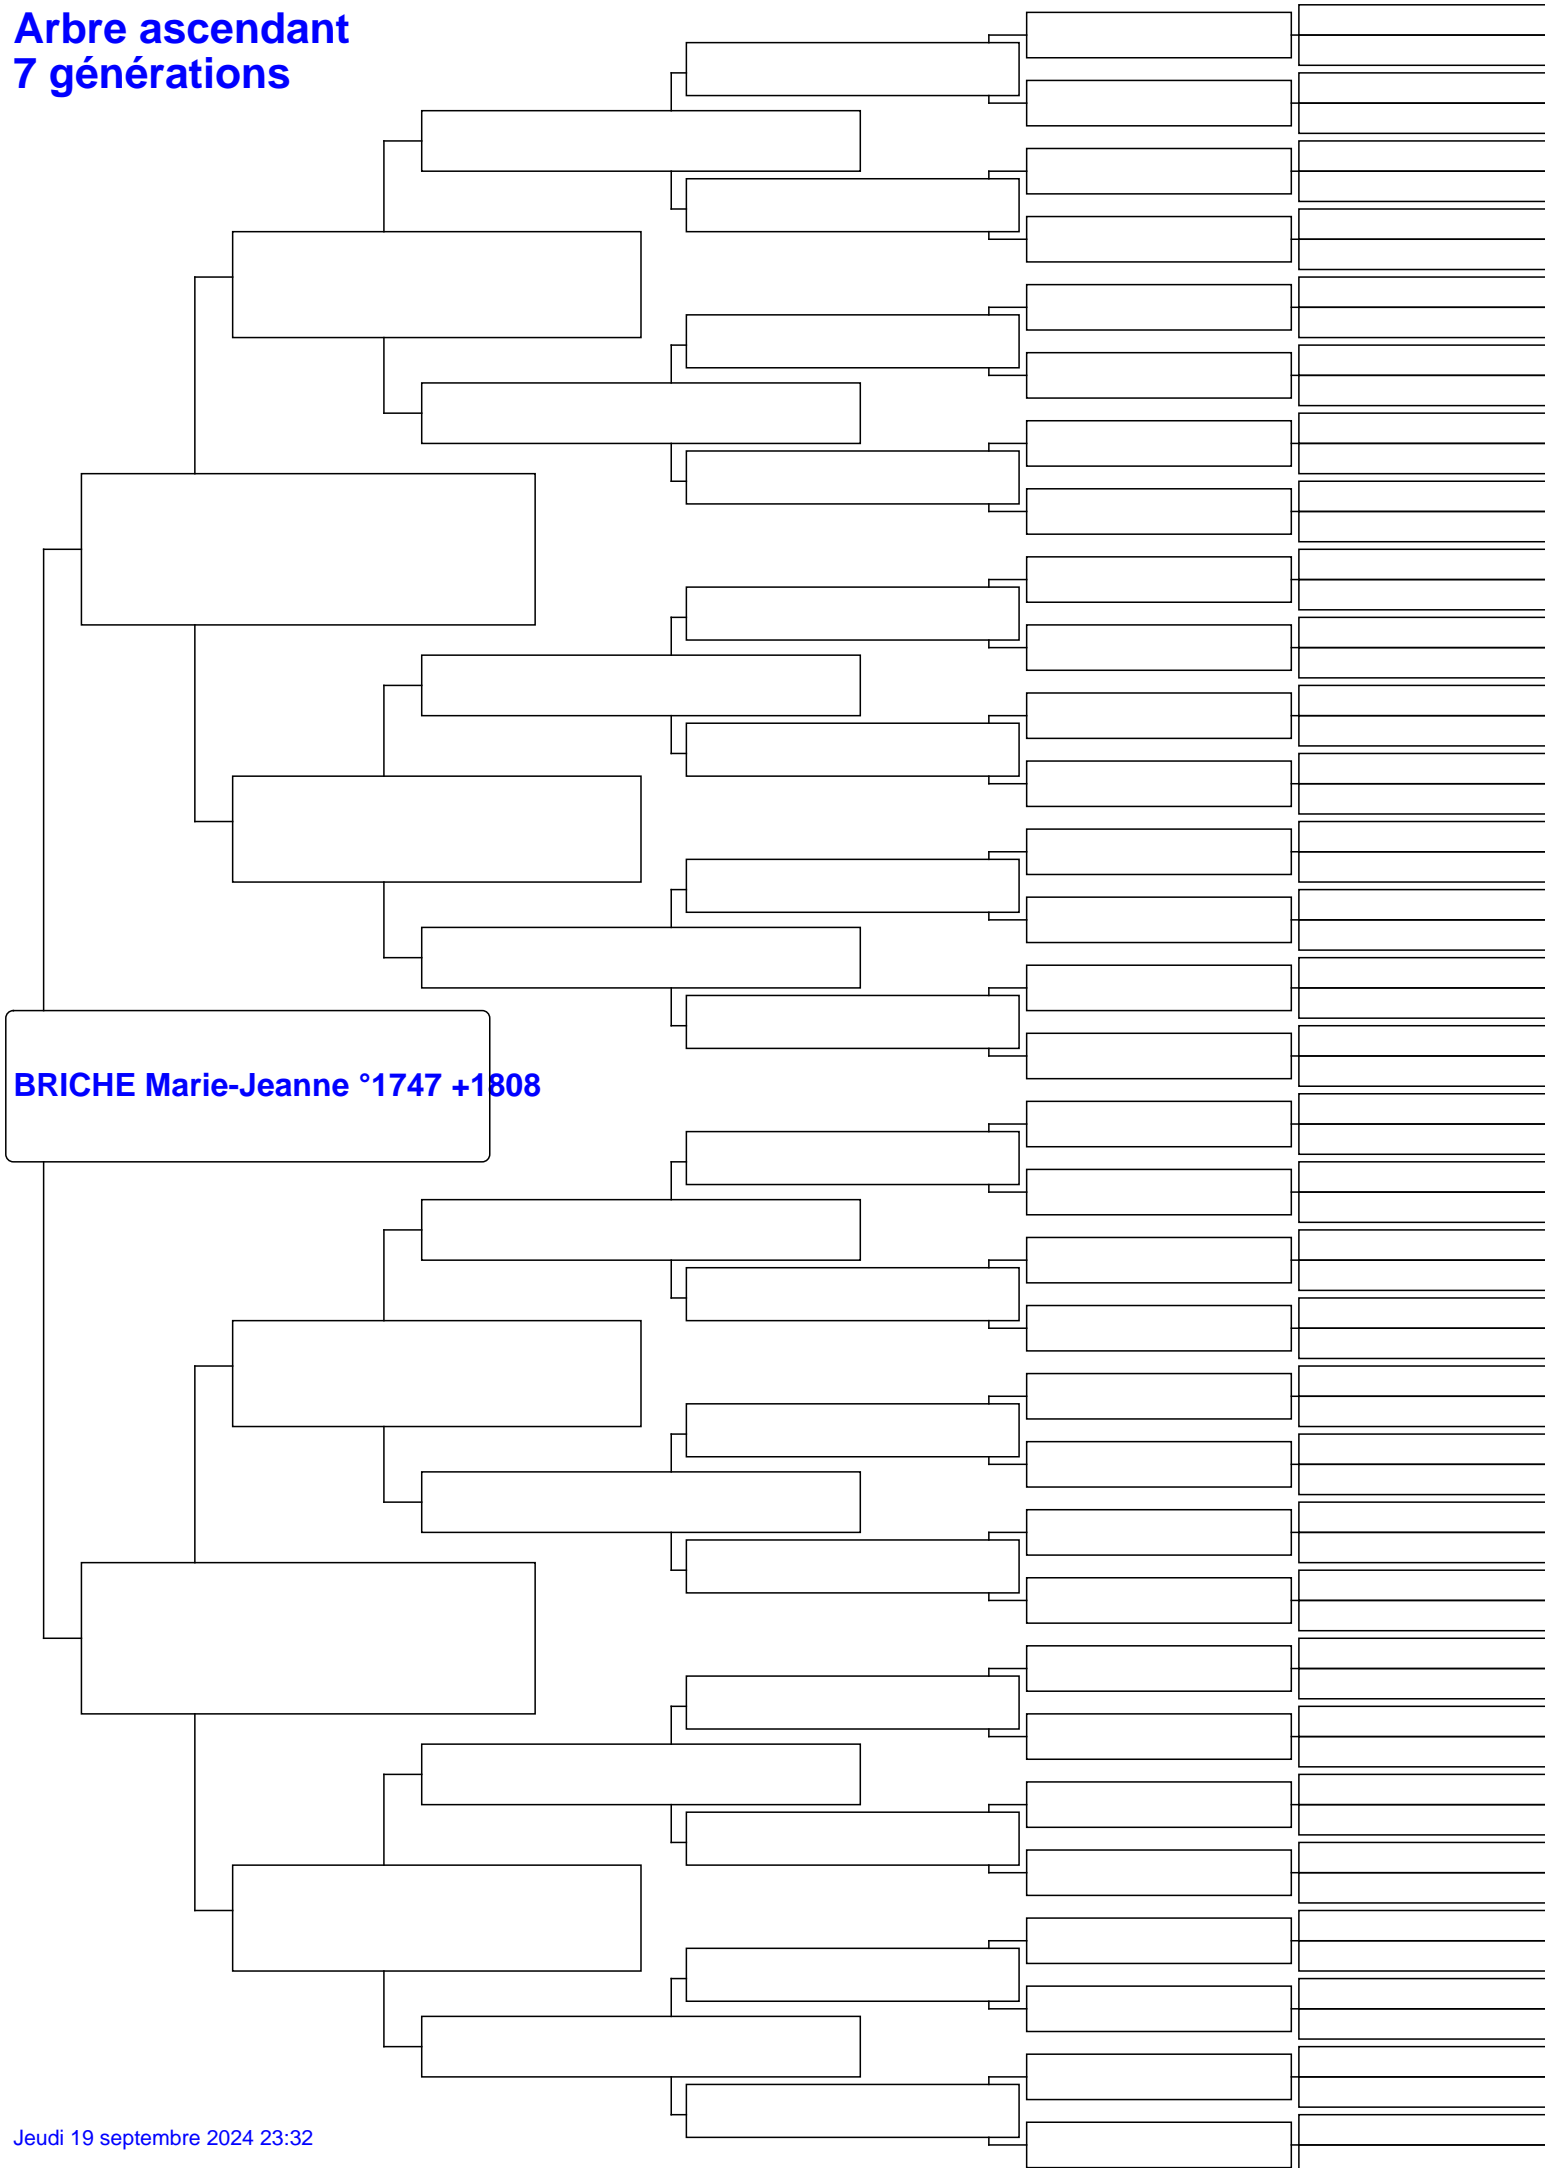 Arbre ascendant
7 générations
BRICHE Marie-Jeanne °1747 +1808
Jeudi 19 septembre 2024 23:32